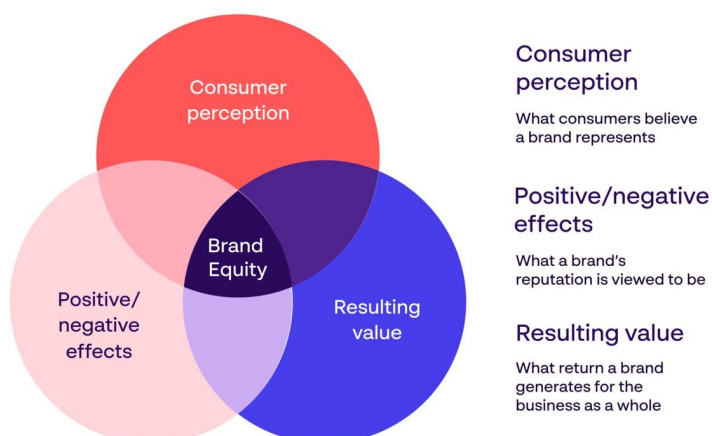 Consumer
perception
Brand
Equity
Positive/
negative
effects
Resulting
value
Consumer
perception
What consumers believe
a brand represents
Positive/negative
effects
What a brand's
reputation is viewed to be
Resulting value
What return a brand
generates for the
business as a whole